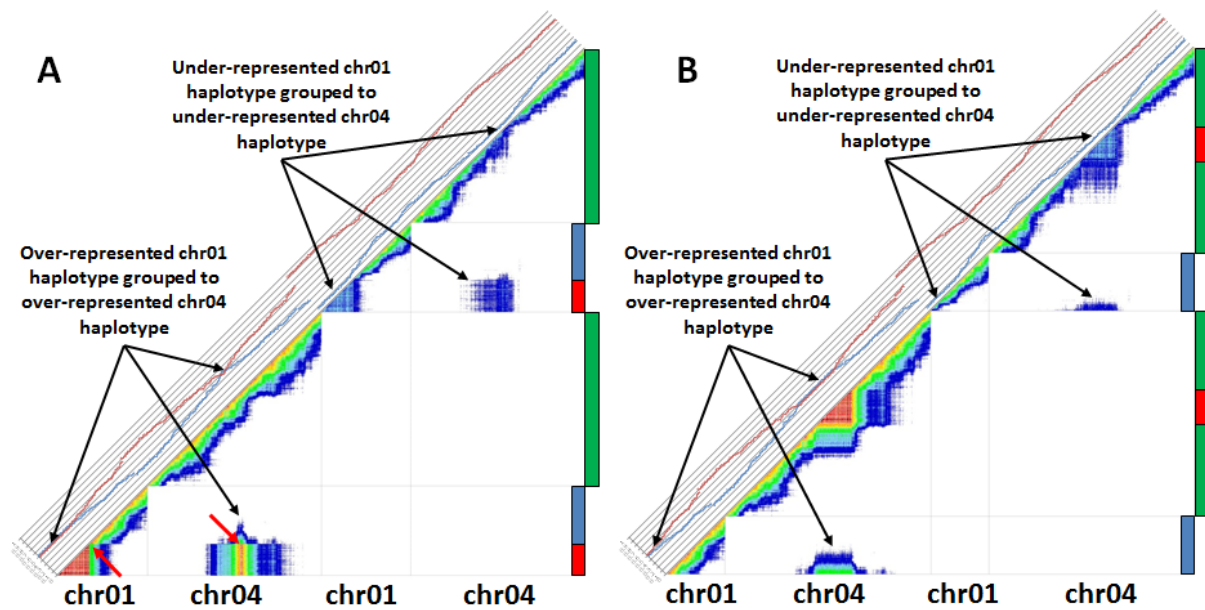 A
Under-represented chr01
haplotype grouped to
under-represented chr04
haplotype
Over-represented chr01
haplotype grouped to
over-represented chr04
haplotype
chr01 chr04 chr01 chr04
B
Under-represented chr01
haplotype grouped to
under-represented chr04
haplotype
Over-represented chr01
haplotype grouped to
over-represented chr04
haplotype
chr01 chr04 chr01 chr04